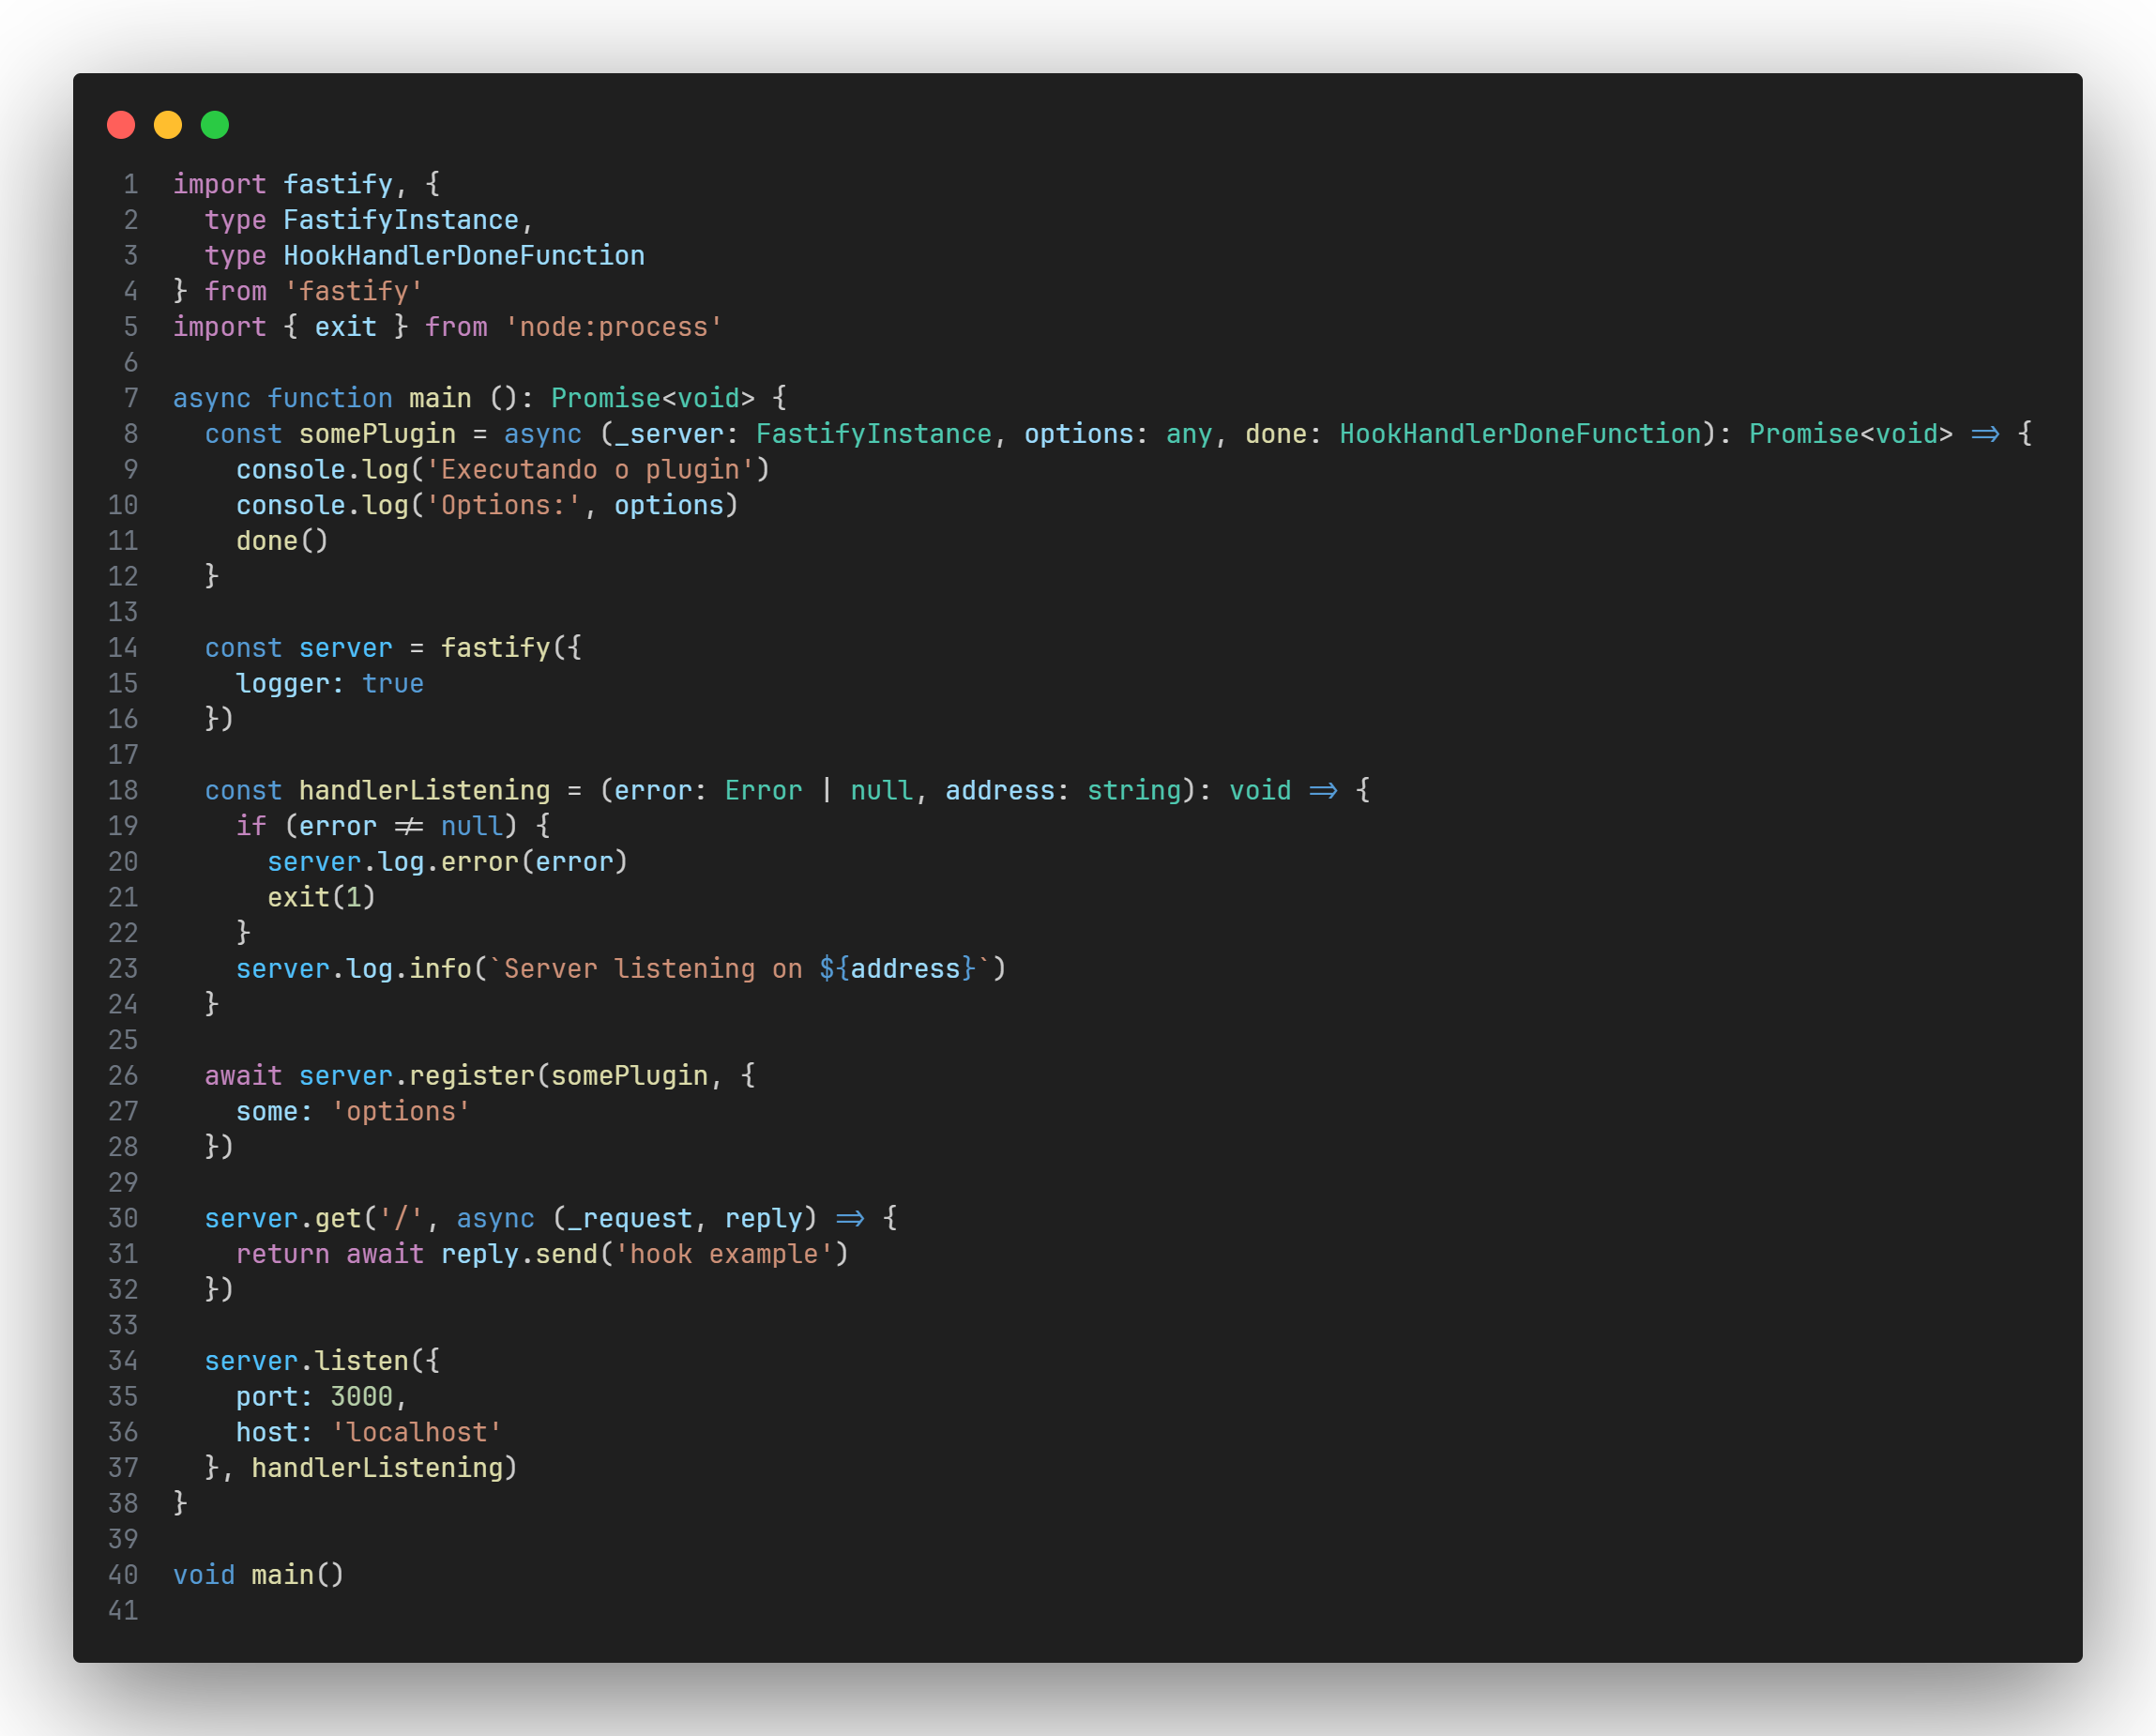 1 import fastify, {
2   type FastifyInstance,
3   type HookHandlerDoneFunction
4 } from 'fastify'
5 import { exit } from 'node:process'
6
7 async function main (): Promise<void> {
8   const somePlugin = async (_server: FastifyInstance, options: any, done: HookHandlerDoneFunction): Promise<void> => {
9     console.log('Executando o plugin')
10     console.log('Options:', options)
11     done()
12   }
13
14   const server = fastify({
15     logger: true
16   })
17
18   const handlerListening = (error: Error | null, address: string): void => {
19     if (error != null) {
20       server.log.error(error)
21       exit(1)
22     }
23     server.log.info(`Server listening on ${address}`)
24   }
25
26   await server.register(somePlugin, {
27     some: 'options'
28   })
29
30   server.get('/', async (_request, reply) => {
31     return await reply.send('hook example')
32   })
33
34   server.listen({
35     port: 3000,
36     host: 'localhost'
37   }, handlerListening)
38 }
39
40 void main()
41